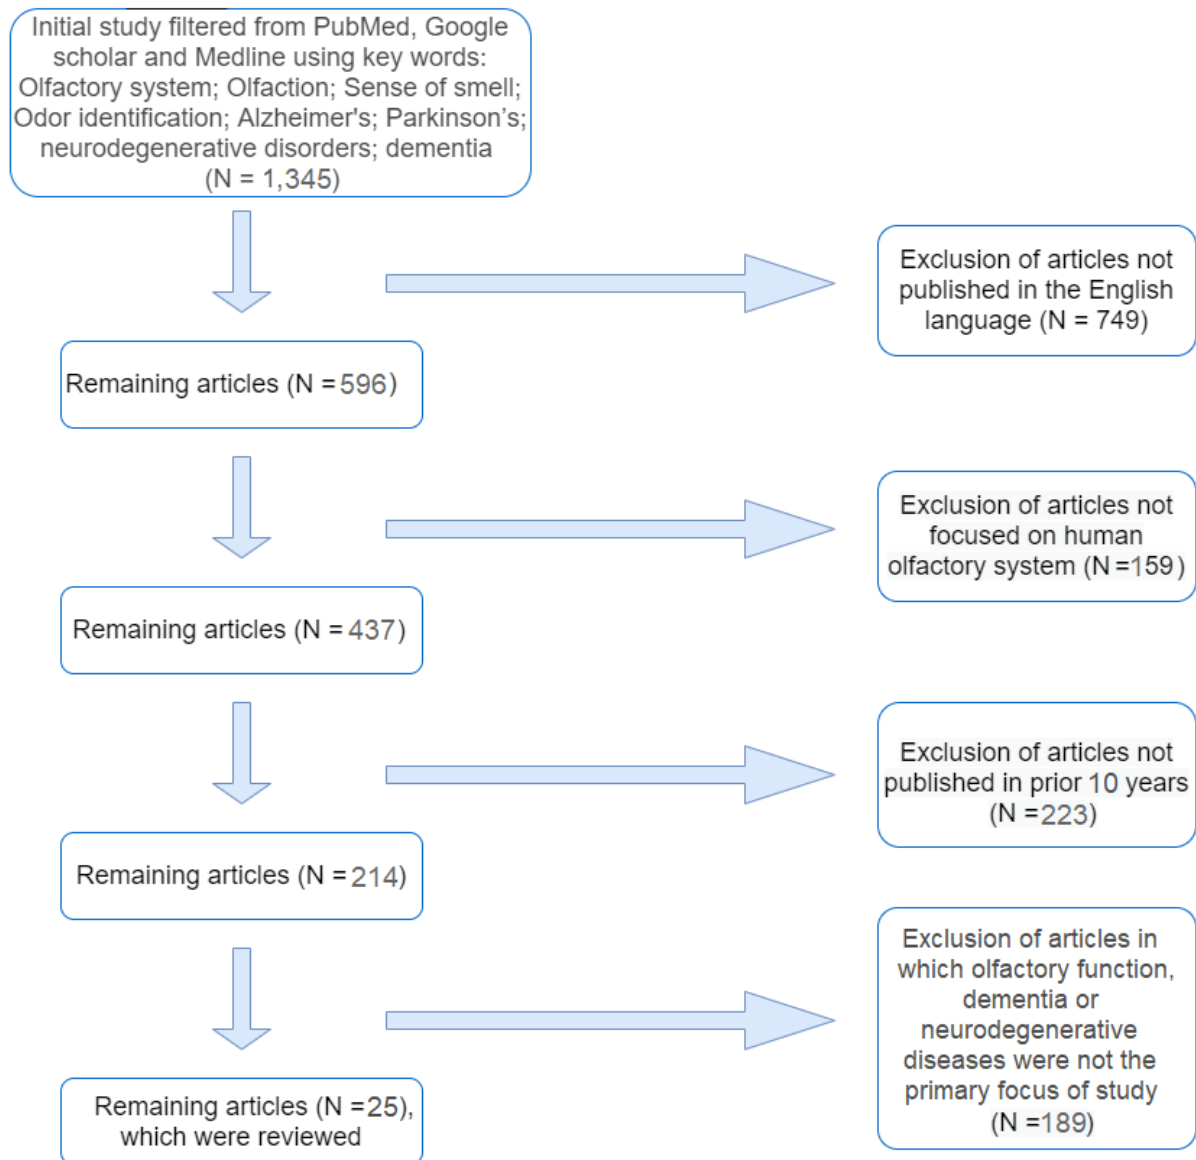 Initial study filtered from PubMed, Google
scholar and Medline using key words:
Olfactory system; Olfaction; Sense of smell;
Odor identification; Alzheimer's; Parkinson’s;
neurodegenerative disorders; dementia
(N = 1,345)
Exclusion of articles not
published in the English
language (N = 749)
Remaining articles (N = 596)
Exclusion of articles not
focused on human
olfactory system (N =159)
Remaining articles (N = 437)
Exclusion of articles not
published in prior 10 years
(N =223)
Remaining articles (N = 214)
Exclusion of articles in
which olfactory function,
dementia or
neurodegenerative
diseases were not the
primary focus of study
(N =189)
Remaining articles (N =25),
which were reviewed